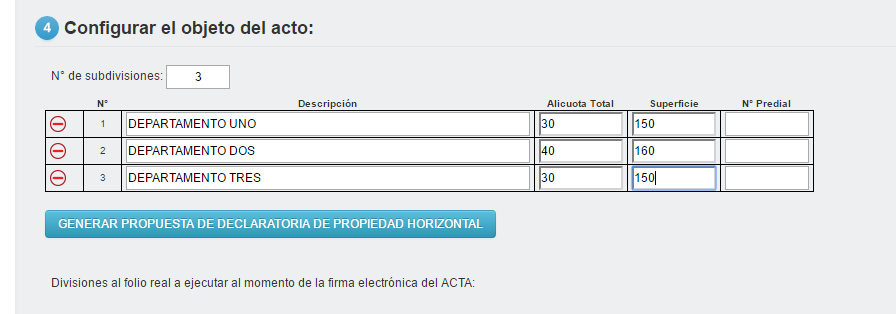 4 Configurar el objeto del acto:
N° de subdivisiones: 3
N° Descripción Alicuota Total Superficie N° Predial
1 DEPARTAMENTO UNO 30 150
2 DEPARTAMENTO DOS 40 160
3 DEPARTAMENTO TRES 30 150
GENERAR PROPUESTA DE DECLARATORIA DE PROPIEDAD HORIZONTAL
Divisiones al folio real a ejecutar al momento de la firma electrónica del ACTA: